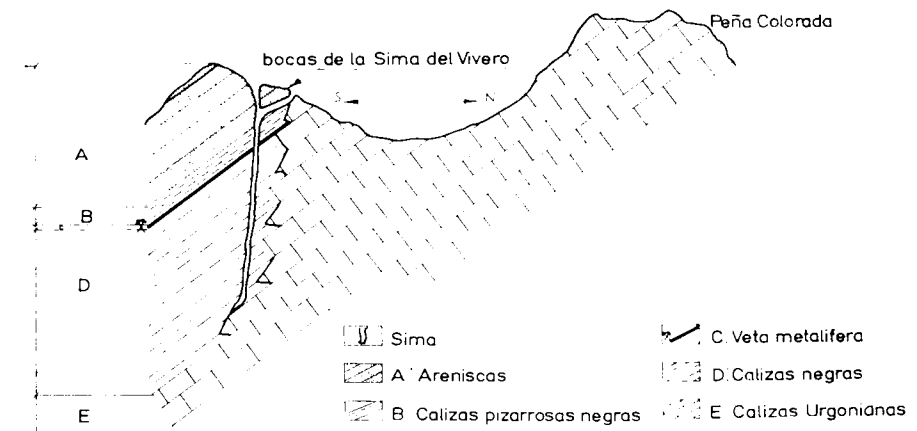 Peña Colorada
bocas de la Sima del Vivero
S N
A
B
D
E
Sima
A Areniscas
B Calizas pizarrosas negras
C. Veta metalifera
D. Calizas negras
E Calizas Urgonianas